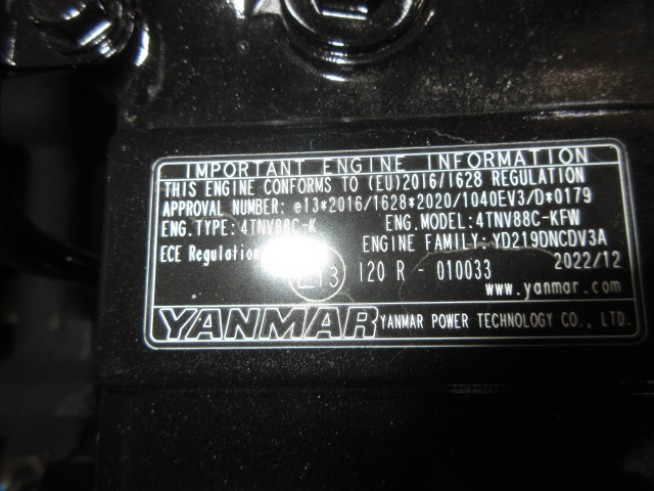 IMPORTANT ENGINE INFORMATION
THIS ENGINE CONFORMS TO (EU)2016/1628 REGULATION
APPROVAL NUMBER: e13*2016/1628*2020/1040EV3/D*0179
ENG.TYPE: 4TNV88C-K ENG.MODEL:4TNV88C-KFW
ENGINE FAMILY:YD219DNCDV3A
ECE Regulation 2022/12
E13 120 R - 010033
www.yanmar.com
YANMAR YANMAR POWER TECHNOLOGY CO., LTD.